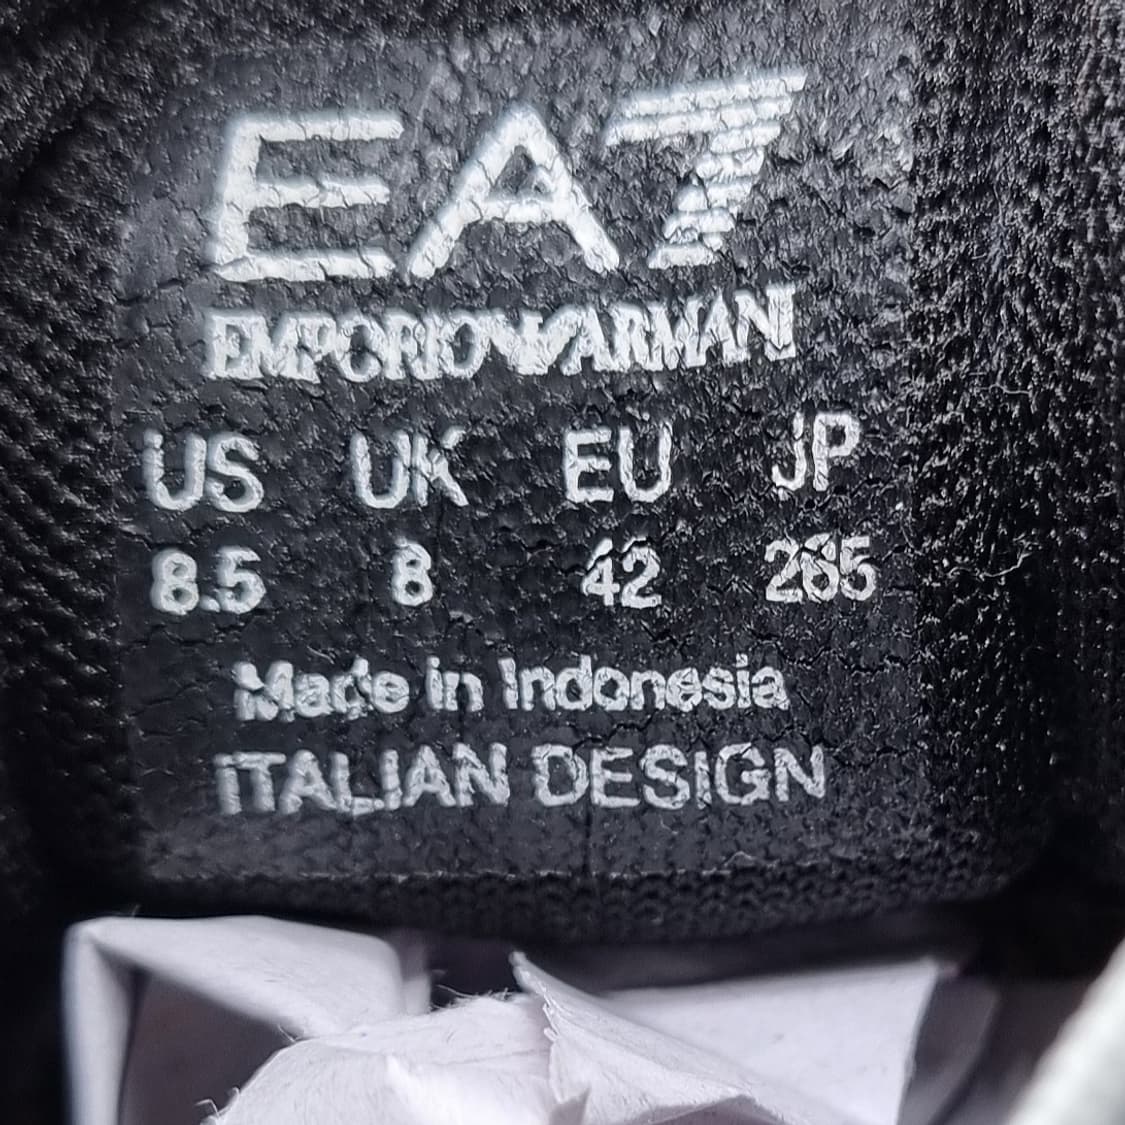 EA7
EMPORIO ARMANI
US UK EU JP
8.5 8 42 265
Made in Indonesia
ITALIAN DESIGN